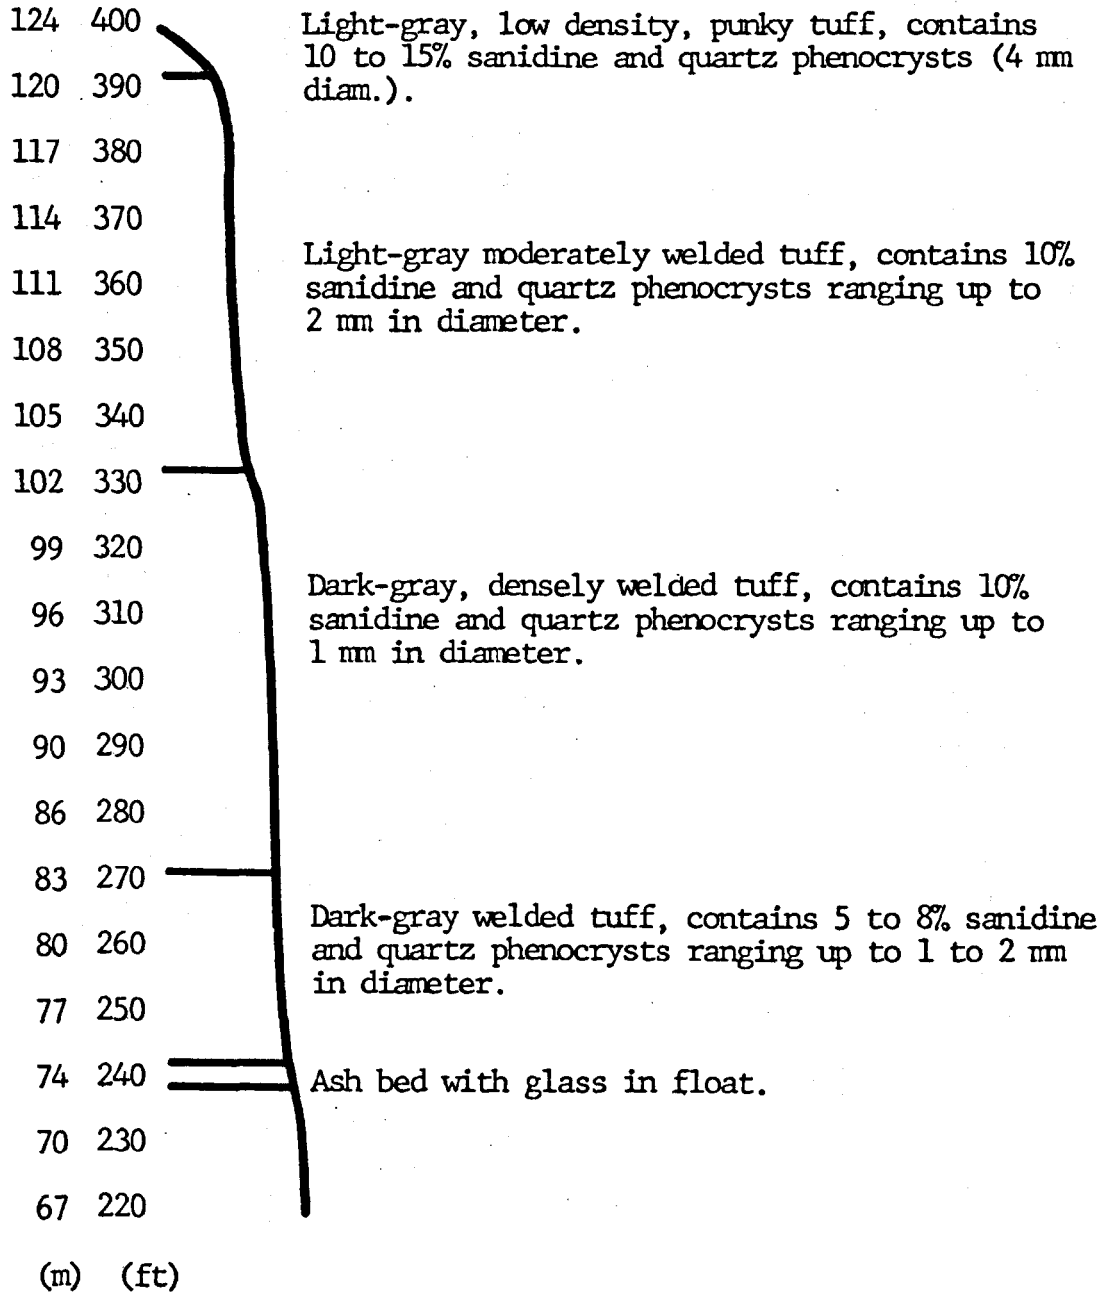 124 400 Light-gray, low density, punky tuff, contains
10 to 15% sanidine and quartz phenocrysts (4 mm
120 390 diam.).
117 380
114 370
Light-gray moderately welded tuff, contains 10%
111 360 sanidine and quartz phenocrysts ranging up to
2 mm in diameter.
108 350
105 340
102 330
99 320
Dark-gray, densely welded tuff, contains 10%
96 310 sanidine and quartz phenocrysts ranging up to
1 mm in diameter.
93 300
90 290
86 280
83 270
Dark-gray welded tuff, contains 5 to 8% sanidine
80 260 and quartz phenocrysts ranging up to 1 to 2 mm
in diameter.
77 250
74 240 Ash bed with glass in float.
70 230
67 220
(m) (ft)